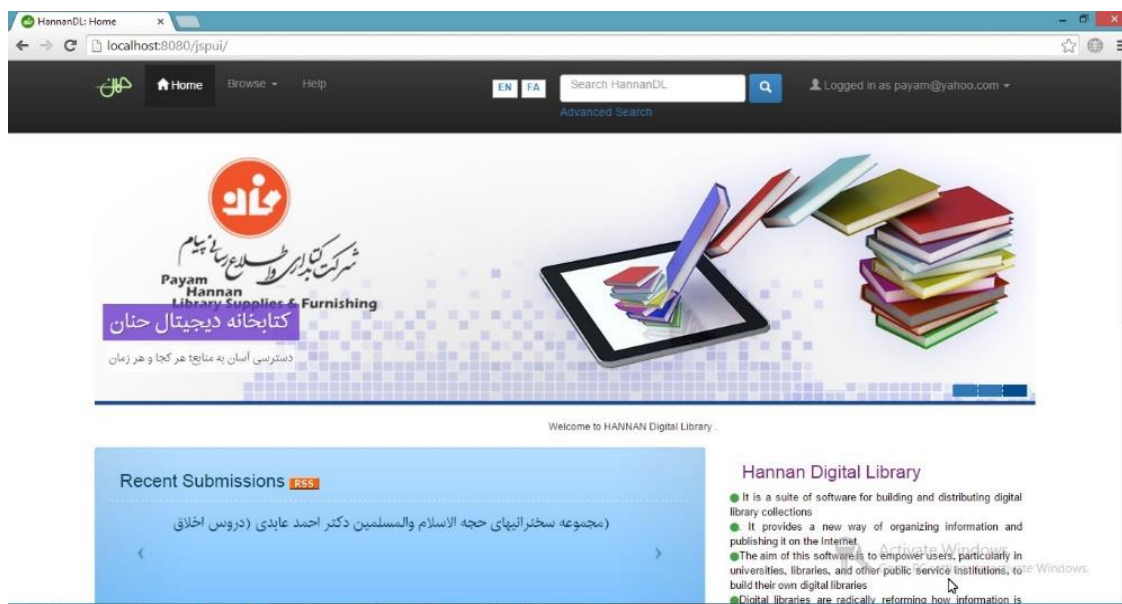 HannanDL: Home
localhost:8080/jspui/
Home Browse Help EN FA Search HannanDL Logged in as payam@yahoo.com
Advanced Search
شرکت کتابداری و اطلاع رسانی پیام
Payam
Hannan
Library Supplies & Furnishing
کتابخانه دیجیتال حنان
دسترسی آسان به منابع؛ هر کجا و هر زمان
Welcome to HANNAN Digital Library .
Recent Submissions RSS
(مجموعه سخنرانیهای حجه الاسلام والمسلمین دکتر احمد عابدی (دروس اخلاق
Hannan Digital Library
It is a suite of software for building and distributing digital
library collections
. It provides a new way of organizing information and
publishing it on the Internet
The aim of this software is to empower users, particularly in
universities, libraries, and other public service institutions, to
build their own digital libraries
Digital libraries are radically reforming how information is
Activate Windows